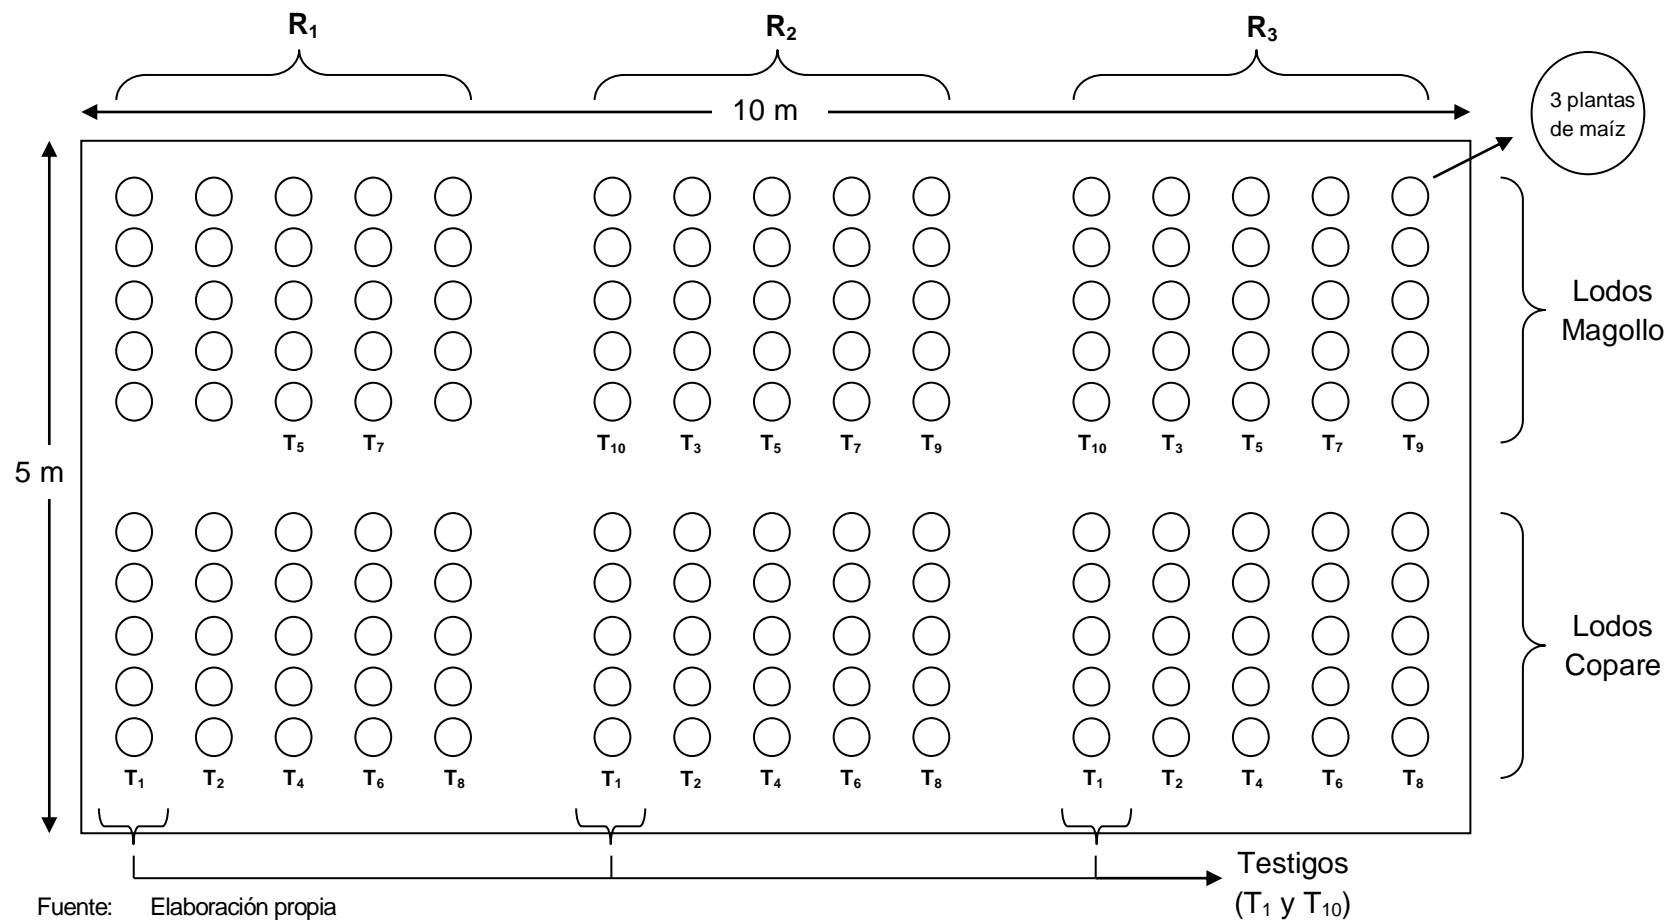 R₁ R₂ R₃
10 m
3 plantas
de maíz
Lodos
Magollo
T₅ T₇ T₁₀ T₃ T₅ T₇ T₉ T₁₀ T₃ T₅ T₇ T₉
5 m
Lodos
Copare
T₁ T₂ T₄ T₆ T₈ T₁ T₂ T₄ T₆ T₈ T₁ T₂ T₄ T₆ T₈
Testigos
(T₁ y T₁₀)
Fuente: Elaboración propia